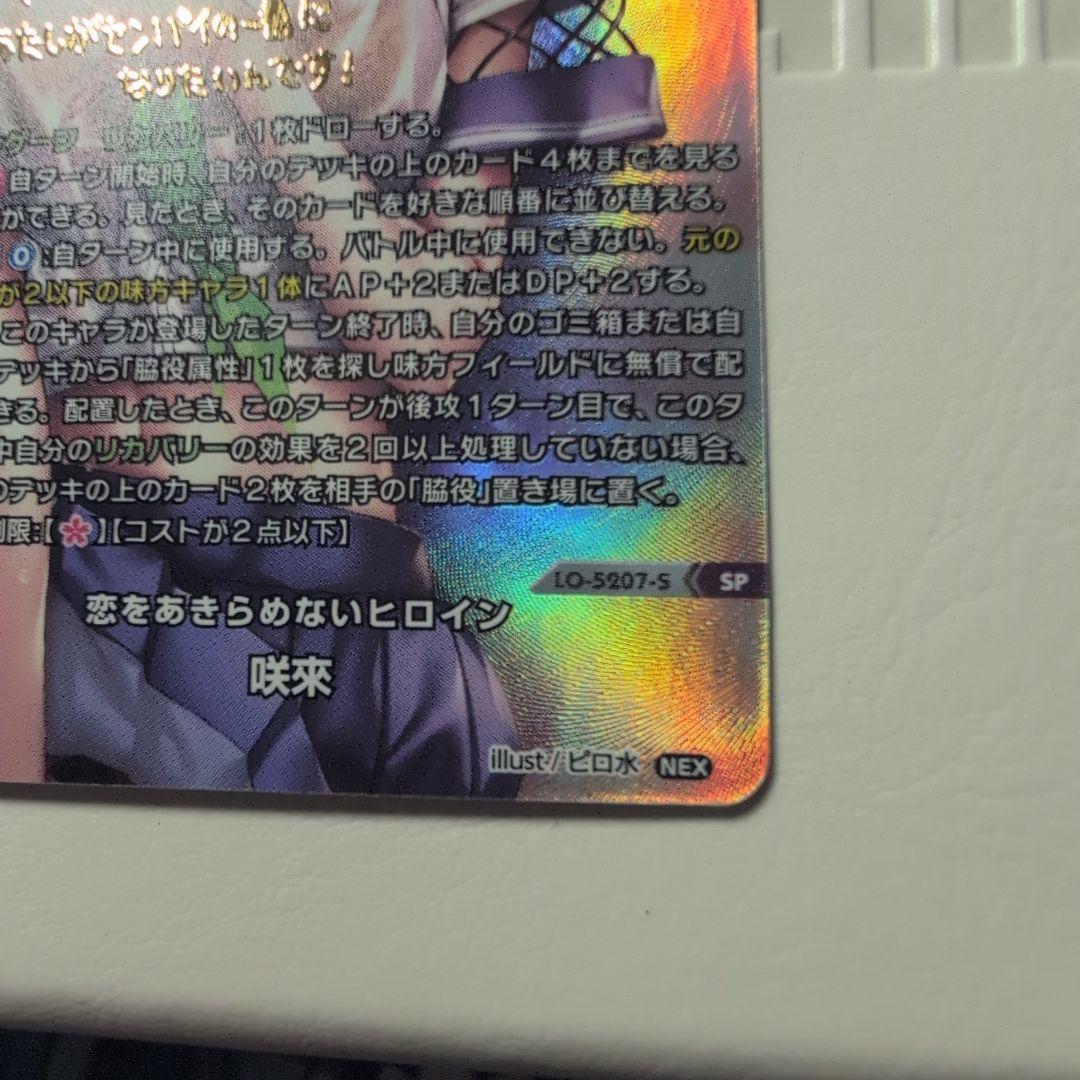 たしがセンパイの一番に
なりたいんです!
リカバリー:1枚ドローする。
自ターン開始時、自分のデッキの上のカード4枚までを見る
ができる。見たとき、そのカードを好きな順番に並び替える。
0:自ターン中に使用する。バトル中に使用できない。元の
が2以下の味方キャラ1体にAP+2またはDP+2する。
このキャラが登場したターン終了時、自分のゴミ箱または自
デッキから「脇役属性」1枚を探し味方フィールドに無償で配
きる。配置したとき、このターンが後攻1ターン目で、このタ
中自分のリカバリーの効果を2回以上処理していない場合、
のデッキの上のカード2枚を相手の「脇役」置き場に置く。
限:【】【コストが2点以下】
LO-5207-S SP
恋をあきらめないヒロイン
咲來
illust/ピロ水 NEX